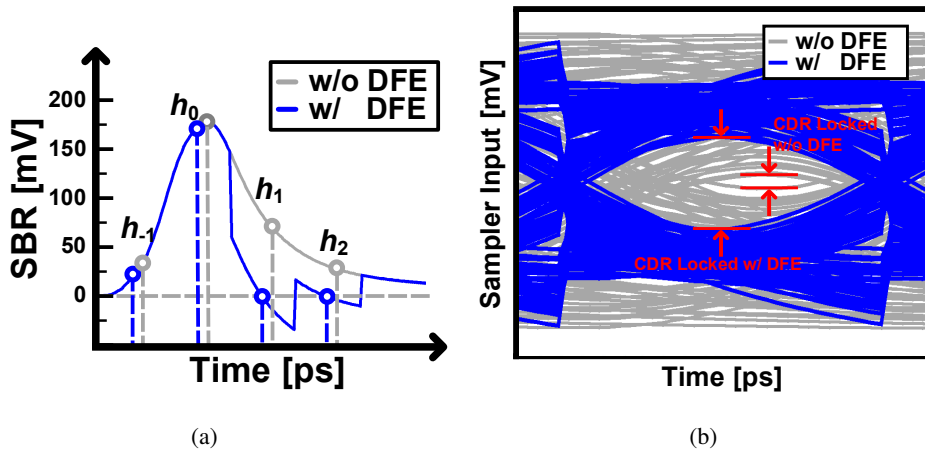 SBR [mV]
200
150
100
50
0
h0
h-1
h1
h2
w/o DFE
w/ DFE
Time [ps]
(a)
Sampler Input [mV]
w/o DFE
w/ DFE
CDR Locked
w/o DFE
CDR Locked w/ DFE
Time [ps]
(b)